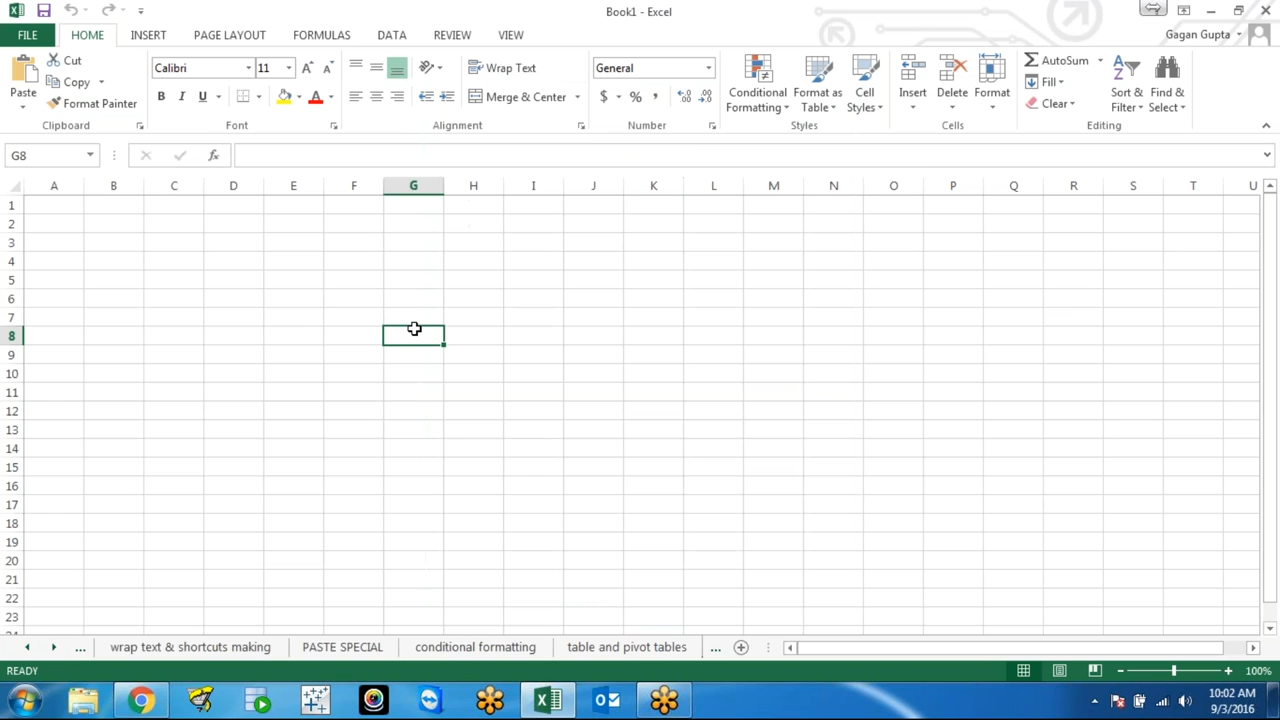 Book1 - Excel
FILE HOME INSERT PAGE LAYOUT FORMULAS DATA REVIEW VIEW Gagan Gupta
Paste
Cut
Copy
Format Painter
Clipboard
Calibri 11
B I U
Font
Wrap Text
Merge & Center
Alignment
General
$ % ,
Number
Conditional Formatting
Format as Table
Cell Styles
Styles
Insert Delete Format
Cells
AutoSum
Fill
Clear
Sort & Filter
Find & Select
Editing
G8 fx
A B C D E F G H I J K L M N O P Q R S T U
1
2
3
4
5
6
7
8
9
10
11
12
13
14
15
16
17
18
19
20
21
22
23
... wrap text & shortcuts making PASTE SPECIAL conditional formatting table and pivot tables ...
READY 100%
10:02 AM
9/3/2016